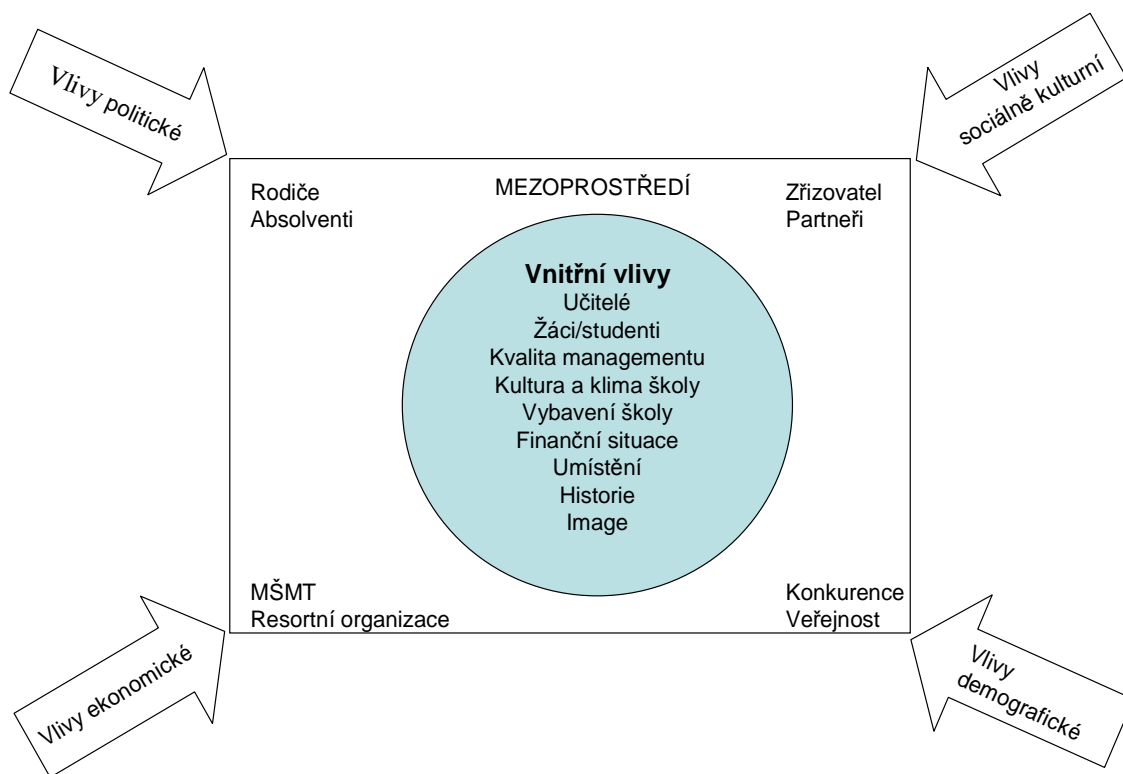 Vlivy politické
Vlivy
sociálně kulturní
Rodiče
Absolventi
MEZOPROSTŘEDÍ
Zřizovatel
Partneři
Vnitřní vlivy
Učitelé
Žáci/studenti
Kvalita managementu
Kultura a klima školy
Vybavení školy
Finanční situace
Umístění
Historie
Image
MŠMT
Resortní organizace
Konkurence
Veřejnost
Vlivy ekonomické
Vlivy
demografické